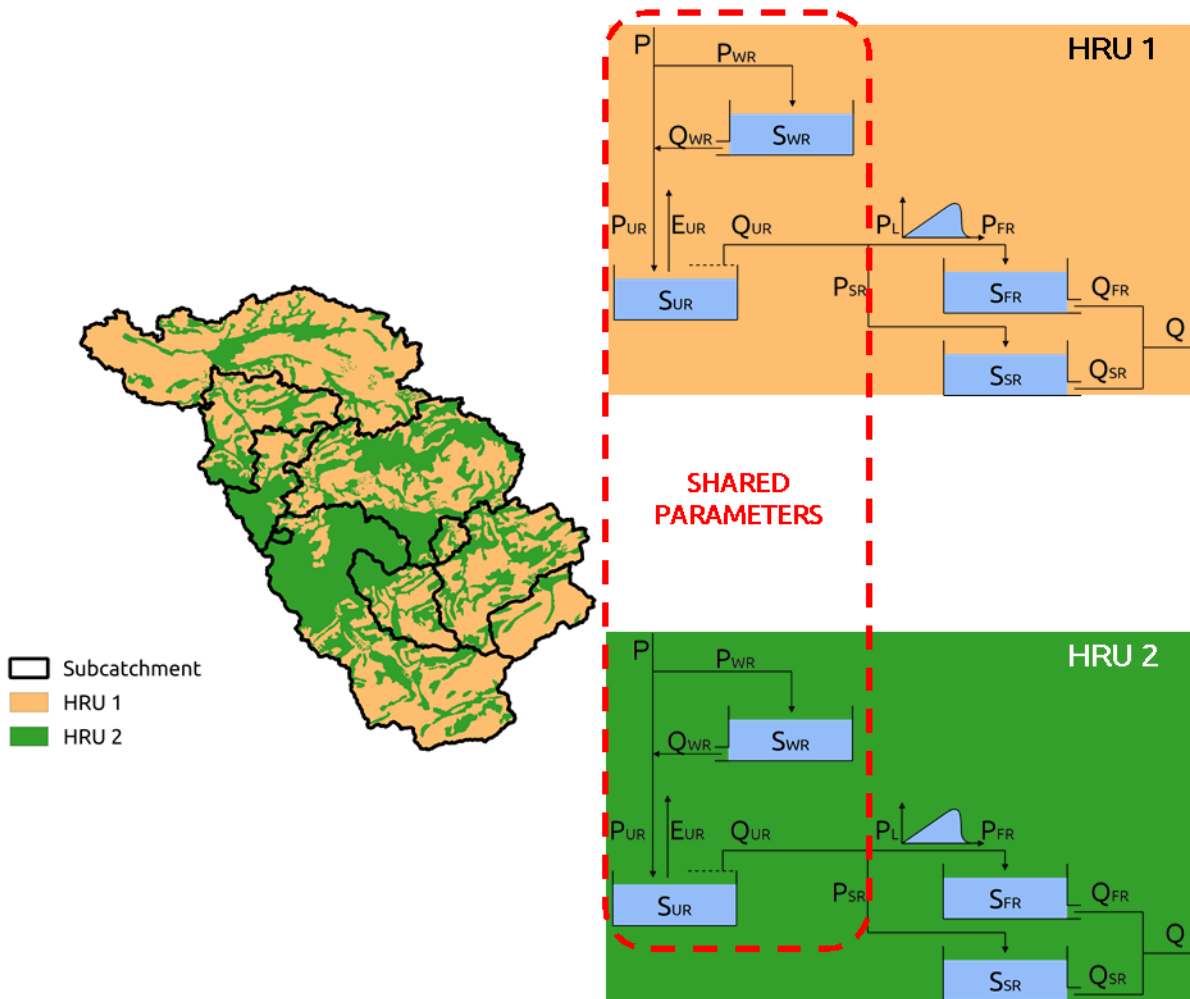 HRU 1
P
PWR
QWR
SWR
PUR
EUR
QUR
PL
PFR
SUR
PSR
SFR
QFR
Q
SSR
QSR
SHARED
PARAMETERS
Subcatchment
HRU 1
HRU 2
HRU 2
P
PWR
QWR
SWR
PUR
EUR
QUR
PL
PFR
SUR
PSR
SFR
QFR
Q
SSR
QSR